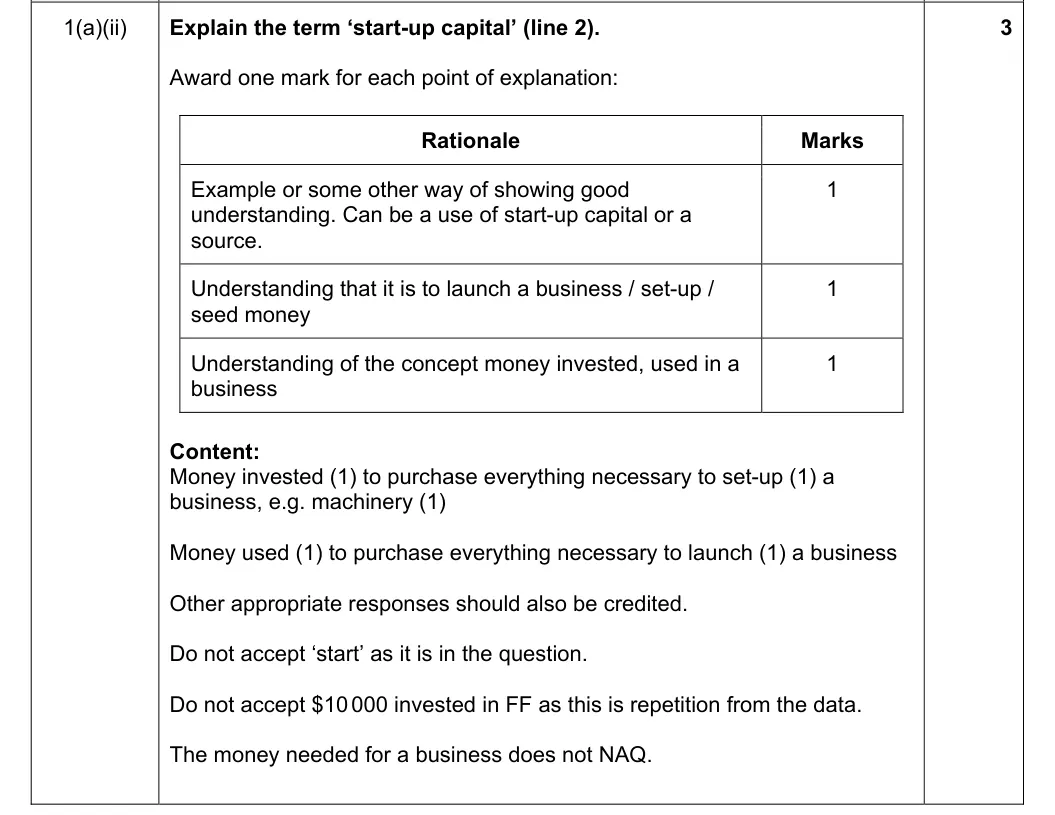 1(a)(ii)
Explain the term ‘start-up capital’ (line 2).
3
Award one mark for each point of explanation:
Rationale
Marks
Example or some other way of showing good
understanding. Can be a use of start-up capital or a
source.
1
Understanding that it is to launch a business / set-up /
seed money
1
Understanding of the concept money invested, used in a
business
1
Content:
Money invested (1) to purchase everything necessary to set-up (1) a
business, e.g. machinery (1)
Money used (1) to purchase everything necessary to launch (1) a business
Other appropriate responses should also be credited.
Do not accept ‘start’ as it is in the question.
Do not accept $10 000 invested in FF as this is repetition from the data.
The money needed for a business does not NAQ.